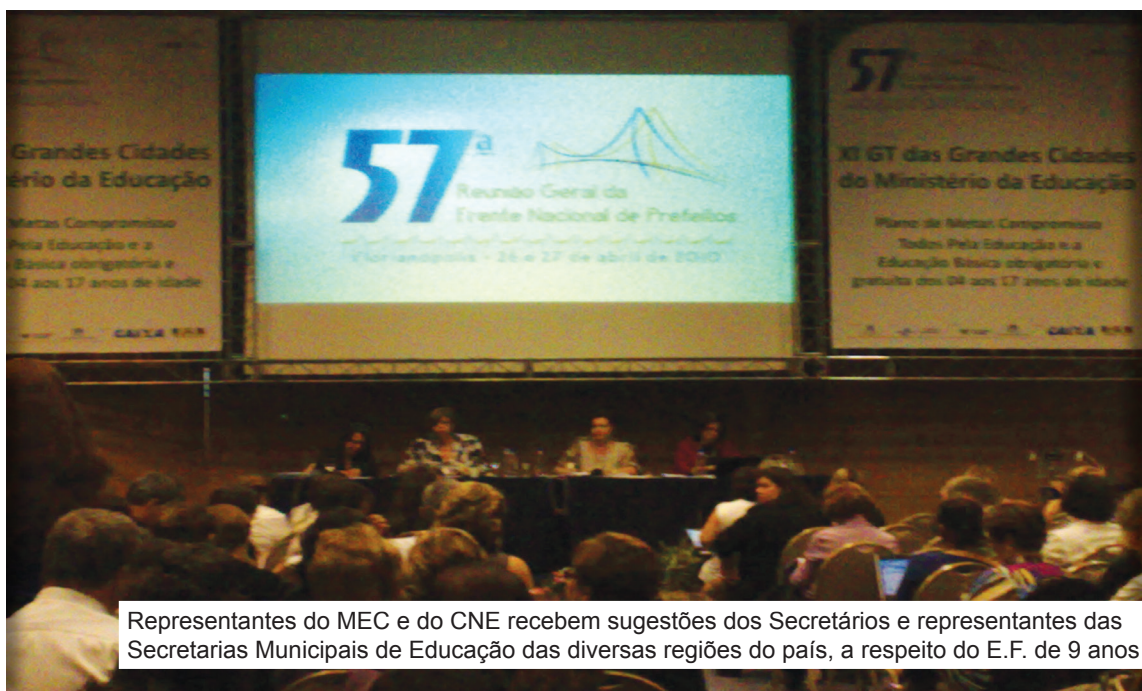 Grandes Cidades
ério da Educação
Metas Compromisso
Pela Educação e a
Básica obrigatória e
04 aos 17 anos de idade
CAIXA
57ª
Reunião Geral da
Frente Nacional de Prefeitos
Florianópolis - 26 e 27 de abril de 2010
57ª
XI GT das Grandes Cidades
do Ministério da Educação
Plano de Metas Compromisso
Todos Pela Educação e a
Educação Básica obrigatória e
gratuita dos 04 aos 17 anos de idade
CAIXA
Representantes do MEC e do CNE recebem sugestões dos Secretários e representantes das
Secretarias Municipais de Educação das diversas regiões do país, a respeito do E.F. de 9 anos